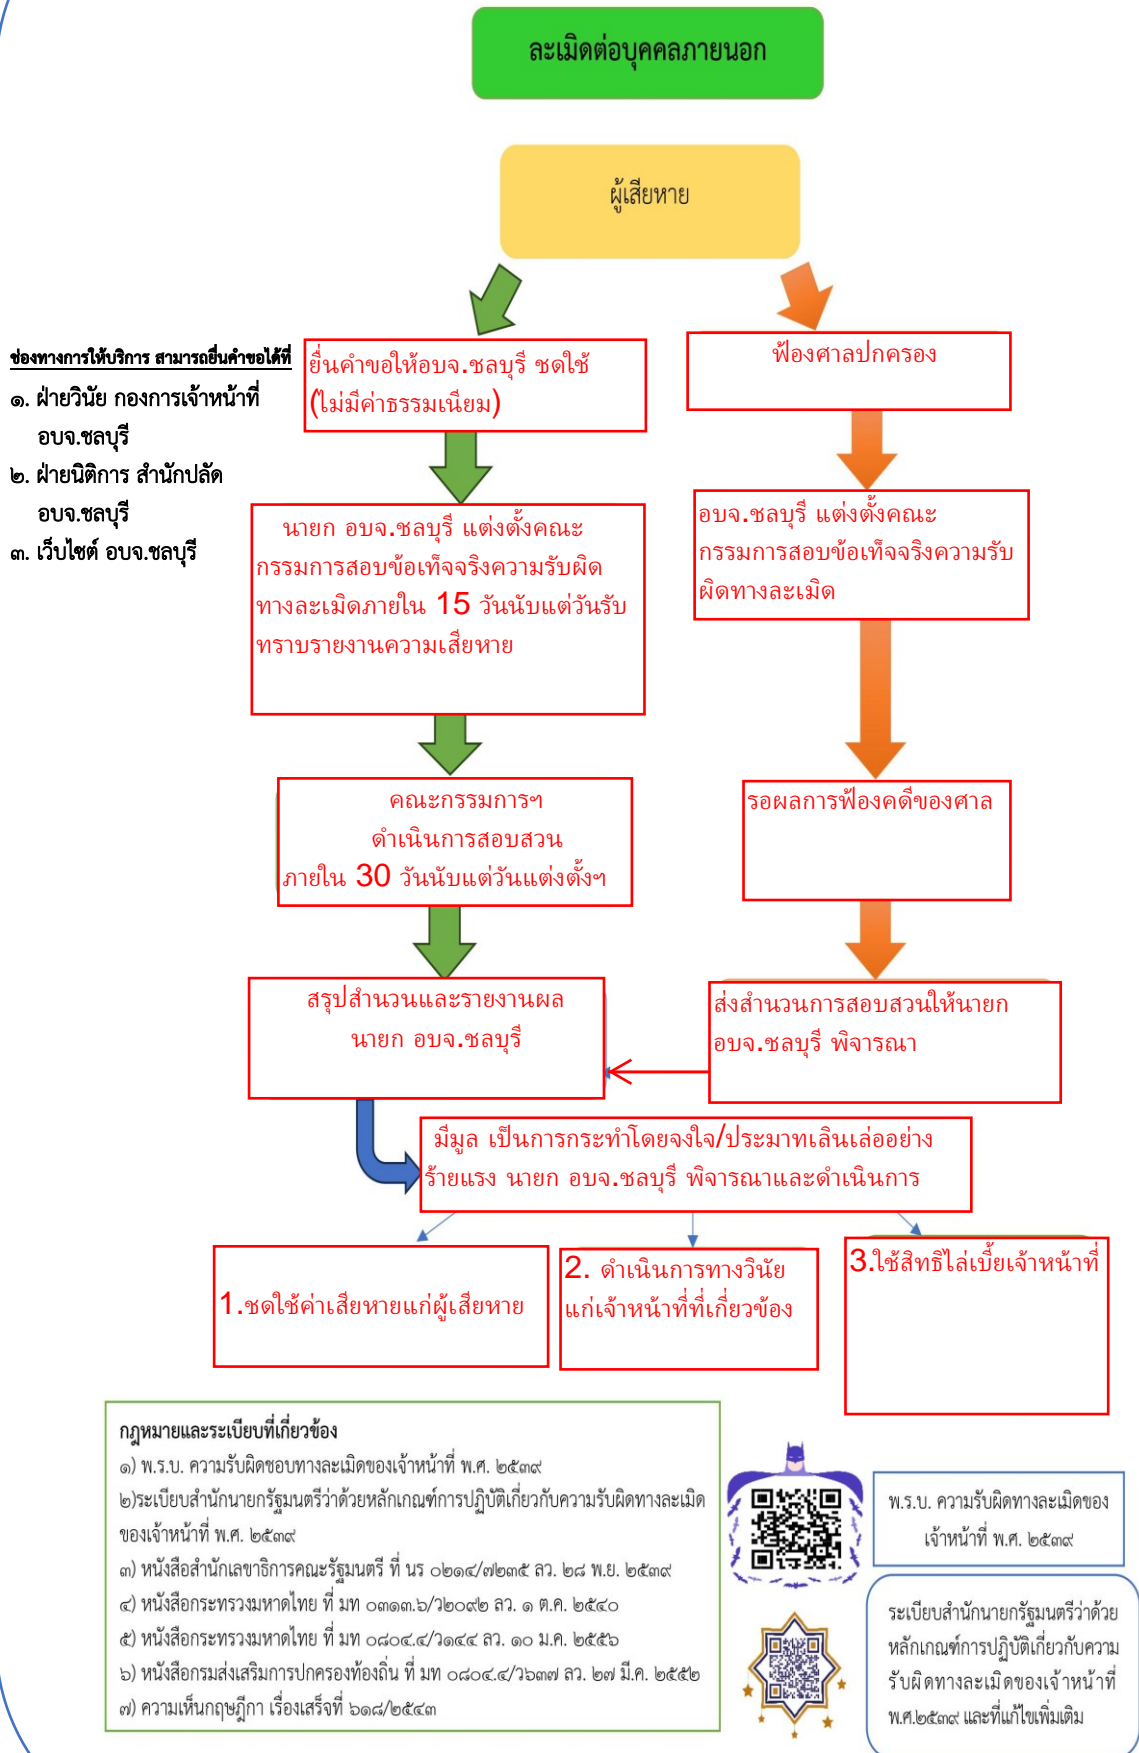 ละเมิดต่อบุคคลภายนอก
ผู้เสียหาย
ช่องทางการให้บริการ สามารถยื่นคำขอได้ที่
๑. ฝ่ายวินัย กองการเจ้าหน้าที่
อบจ.ชลบุรี
๒. ฝ่ายนิติการ สำนักปลัด
อบจ.ชลบุรี
๓. เว็บไซต์ อบจ.ชลบุรี
ยื่นคำขอให้อบจ.ชลบุรี ชดใช้
(ไม่มีค่าธรรมเนียม)
ฟ้องศาลปกครอง
นายก อบจ.ชลบุรี แต่งตั้งคณะ
กรรมการสอบข้อเท็จจริงความรับผิด
ทางละเมิดภายใน 15 วันนับแต่วันรับ
ทราบรายงานความเสียหาย
อบจ.ชลบุรี แต่งตั้งคณะ
กรรมการสอบข้อเท็จจริงความรับ
ผิดทางละเมิด
คณะกรรมการฯ
ดำเนินการสอบสวน
ภายใน 30 วันนับแต่วันแต่งตั้งฯ
รอผลการฟ้องคดีของศาล
สรุปสำนวนและรายงานผล
นายก อบจ.ชลบุรี
ส่งสำนวนการสอบสวนให้นายก
อบจ.ชลบุรี พิจารณา
มีมูล เป็นการกระทำโดยจงใจ/ประมาทเลินเล่ออย่าง
ร้ายแรง นายก อบจ.ชลบุรี พิจารณาและดำเนินการ
1.ชดใช้ค่าเสียหายแก่ผู้เสียหาย
2. ดำเนินการทางวินัย
แก่เจ้าหน้าที่ที่เกี่ยวข้อง
3.ใช้สิทธิไล่เบี้ยเจ้าหน้าที่
กฎหมายและระเบียบที่เกี่ยวข้อง
๑) พ.ร.บ. ความรับผิดชอบทางละเมิดของเจ้าหน้าที่ พ.ศ. ๒๕๓๙
๒)ระเบียบสำนักนายกรัฐมนตรีว่าด้วยหลักเกณฑ์การปฏิบัติเกี่ยวกับความรับผิดทางละเมิด
ของเจ้าหน้าที่ พ.ศ. ๒๕๓๙
๓) หนังสือสำนักเลขาธิการคณะรัฐมนตรี ที่ นร ๐๒๑๔/๗๒๓๕ ลว. ๒๘ พ.ย. ๒๕๓๙
๔) หนังสือกระทรวงมหาดไทย ที่ มท ๐๓๑๓.๖/ว๒๐๙๒ ลว. ๑ ต.ค. ๒๕๔๐
๕) หนังสือกระทรวงมหาดไทย ที่ มท ๐๘๐๔.๔/ว๑๔๔ ลว. ๑๐ ม.ค. ๒๕๕๖
๖) หนังสือกรมส่งเสริมการปกครองท้องถิ่น ที่ มท ๐๘๐๔.๔/ว๖๓๗ ลว. ๒๗ มี.ค. ๒๕๕๒
๗) ความเห็นกฤษฎีกา เรื่องเสร็จที่ ๖๑๘/๒๕๔๓
พ.ร.บ. ความรับผิดทางละเมิดของ
เจ้าหน้าที่ พ.ศ. ๒๕๓๙
ระเบียบสำนักนายกรัฐมนตรีว่าด้วย
หลักเกณฑ์การปฏิบัติเกี่ยวกับความ
รับผิดทางละเมิดของเจ้าหน้าที่
พ.ศ.๒๕๓๙ และที่แก้ไขเพิ่มเติม